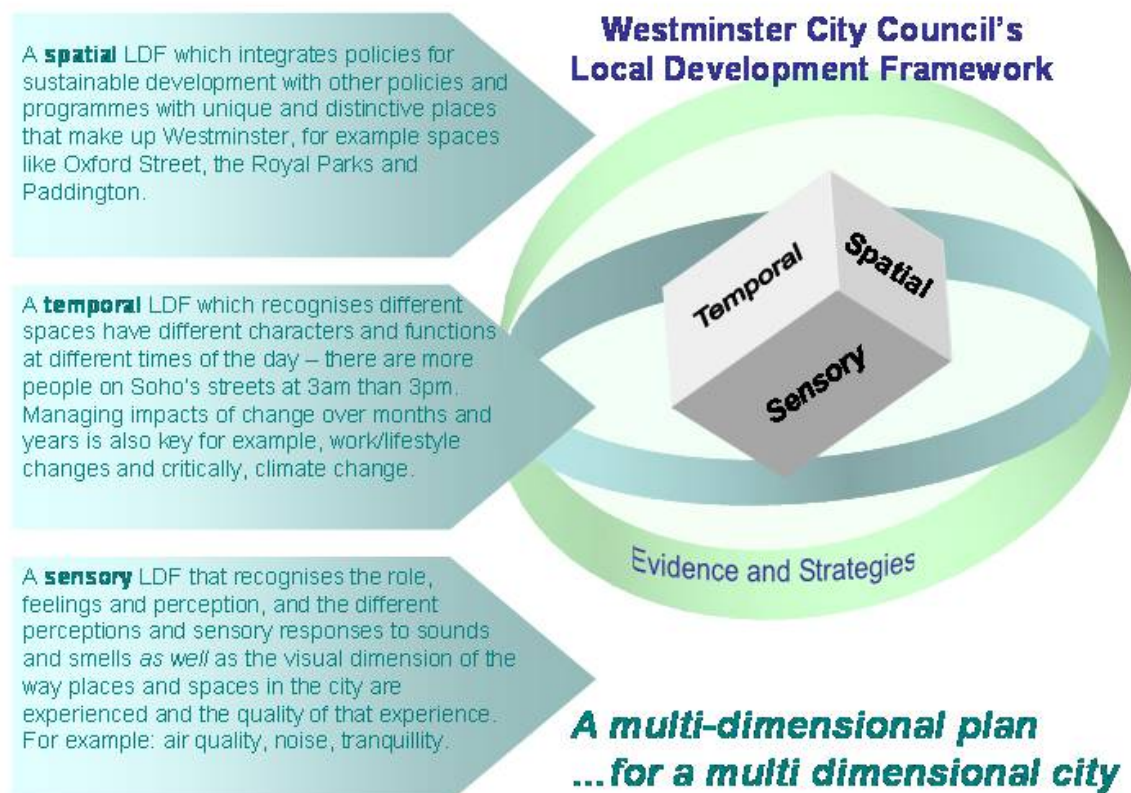 Westminster City Council's
Local Development Framework
A spatial LDF which integrates policies for
sustainable development with other policies and
programmes with unique and distinctive places
that make up Westminster, for example spaces
like Oxford Street, the Royal Parks and
Paddington.
A temporal LDF which recognises different
spaces have different characters and functions
at different times of the day – there are more
people on Soho's streets at 3am than 3pm.
Managing impacts of change over months and
years is also key for example, work/lifestyle
changes and critically, climate change.
A sensory LDF that recognises the role,
feelings and perception, and the different
perceptions and sensory responses to sounds
and smells as well as the visual dimension of the
way places and spaces in the city are
experienced and the quality of that experience.
For example: air quality, noise, tranquillity.
Temporal
Spatial
Sensory
Evidence and Strategies
A multi-dimensional plan
...for a multi dimensional city